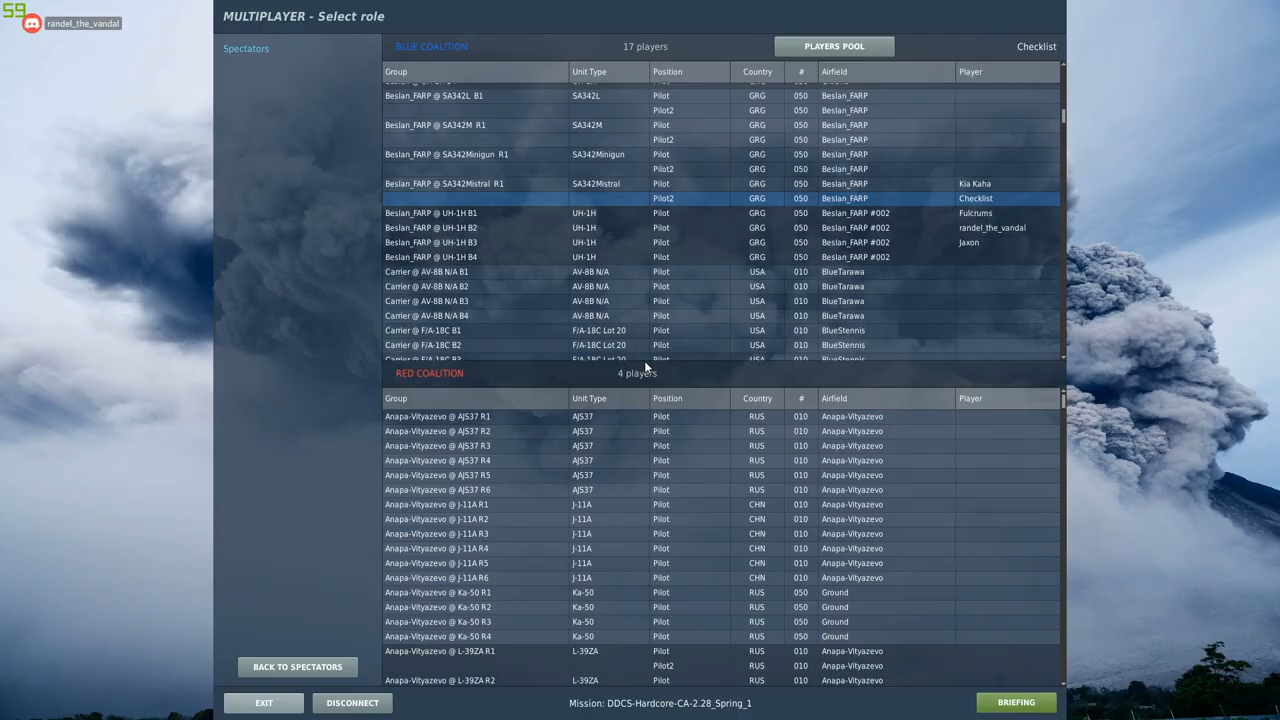 59
randel_the_vandal
MULTIPLAYER - Select role
Spectators
BLUE COALITION 17 players PLAYERS POOL Checklist
Group Unit Type Position Country # Airfield Player
Beslan_FARP @ SA342L B1 SA342L Pilot GRG 050 Beslan_FARP
Pilot2 GRG 050 Beslan_FARP
Beslan_FARP @ SA342M R1 SA342M Pilot GRG 050 Beslan_FARP
Pilot2 GRG 050 Beslan_FARP
Beslan_FARP @ SA342Minigun R1 SA342Minigun Pilot GRG 050 Beslan_FARP
Pilot2 GRG 050 Beslan_FARP
Beslan_FARP @ SA342Mistral R1 SA342Mistral Pilot GRG 050 Beslan_FARP Kia Kaha
Pilot2 GRG 050 Beslan_FARP Checklist
Beslan_FARP @ UH-1H B1 UH-1H Pilot GRG 050 Beslan_FARP #002 Fulcrums
Beslan_FARP @ UH-1H B2 UH-1H Pilot GRG 050 Beslan_FARP #002 randel_the_vandal
Beslan_FARP @ UH-1H B3 UH-1H Pilot GRG 050 Beslan_FARP #002 Jaxon
Beslan_FARP @ UH-1H B4 UH-1H Pilot GRG 050 Beslan_FARP #002
Carrier @ AV-8B N/A B1 AV-8B N/A Pilot USA 010 BlueTarawa
Carrier @ AV-8B N/A B2 AV-8B N/A Pilot USA 010 BlueTarawa
Carrier @ AV-8B N/A B3 AV-8B N/A Pilot USA 010 BlueTarawa
Carrier @ AV-8B N/A B4 AV-8B N/A Pilot USA 010 BlueTarawa
Carrier @ F/A-18C B1 F/A-18C Lot 20 Pilot USA 010 BlueStennis
Carrier @ F/A-18C B2 F/A-18C Lot 20 Pilot USA 010 BlueStennis
Carrier @ F/A-18C B3 F/A-18C Lot 20 Pilot USA 010 BlueStennis
RED COALITION 4 players
Group Unit Type Position Country # Airfield Player
Anapa-Vityazevo @ AJS37 R1 AJS37 Pilot RUS 010 Anapa-Vityazevo
Anapa-Vityazevo @ AJS37 R2 AJS37 Pilot RUS 010 Anapa-Vityazevo
Anapa-Vityazevo @ AJS37 R3 AJS37 Pilot RUS 010 Anapa-Vityazevo
Anapa-Vityazevo @ AJS37 R4 AJS37 Pilot RUS 010 Anapa-Vityazevo
Anapa-Vityazevo @ AJS37 R5 AJS37 Pilot RUS 010 Anapa-Vityazevo
Anapa-Vityazevo @ AJS37 R6 AJS37 Pilot RUS 010 Anapa-Vityazevo
Anapa-Vityazevo @ J-11A R1 J-11A Pilot CHN 010 Anapa-Vityazevo
Anapa-Vityazevo @ J-11A R2 J-11A Pilot CHN 010 Anapa-Vityazevo
Anapa-Vityazevo @ J-11A R3 J-11A Pilot CHN 010 Anapa-Vityazevo
Anapa-Vityazevo @ J-11A R4 J-11A Pilot CHN 010 Anapa-Vityazevo
Anapa-Vityazevo @ J-11A R5 J-11A Pilot CHN 010 Anapa-Vityazevo
Anapa-Vityazevo @ J-11A R6 J-11A Pilot CHN 010 Anapa-Vityazevo
Anapa-Vityazevo @ Ka-50 R1 Ka-50 Pilot RUS 050 Ground
Anapa-Vityazevo @ Ka-50 R2 Ka-50 Pilot RUS 050 Ground
Anapa-Vityazevo @ Ka-50 R3 Ka-50 Pilot RUS 050 Ground
Anapa-Vityazevo @ Ka-50 R4 Ka-50 Pilot RUS 050 Ground
Anapa-Vityazevo @ L-39ZA R1 L-39ZA Pilot RUS 010 Anapa-Vityazevo
Pilot2 RUS 010 Anapa-Vityazevo
Anapa-Vityazevo @ L-39ZA R2 L-39ZA Pilot RUS 010 Anapa-Vityazevo
BACK TO SPECTATORS
EXIT DISCONNECT Mission: DDCS-Hardcore-CA-2.28_Spring_1 BRIEFING